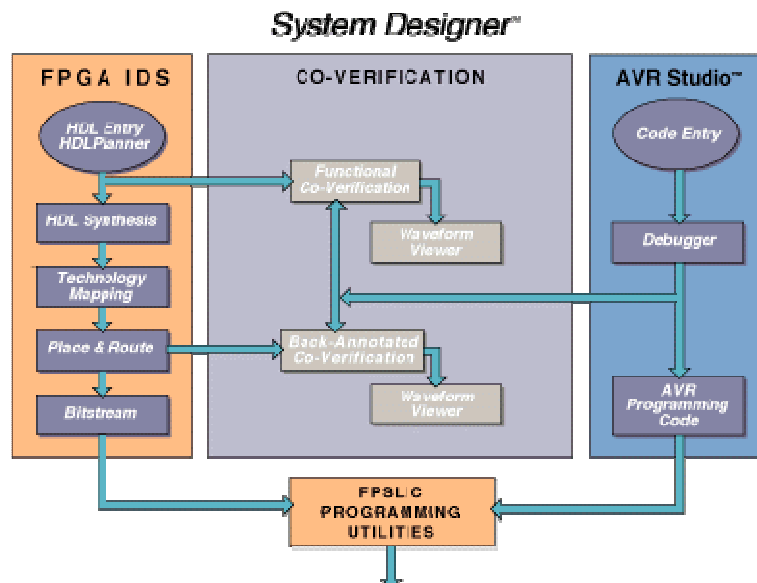 System Designer™
FPGA IDS
HDL Entry
HDLPlanner
HDL Synthesis
Technology
Mapping
Place & Route
Bitstream
CO-VERIFICATION
Functional
Co-Verification
Waveform
Viewer
Back-Annotated
Co-Verification
Waveform
Viewer
AVR Studio™
Code Entry
Debugger
AVR
Programming
Code
FPSLIC
PROGRAMMING
UTILITIES